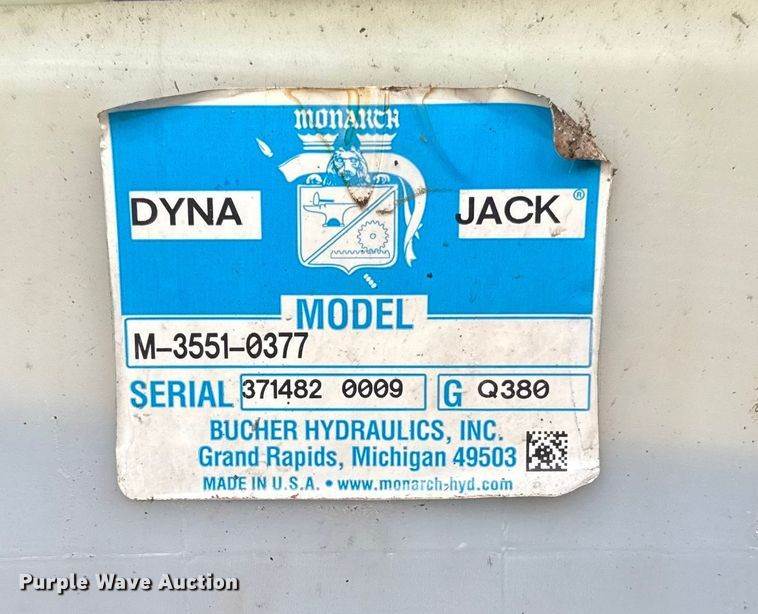 MONARCH
DYNA JACK®
MODEL
M-3551-0377
SERIAL 371482 0009 G Q380
BUCHER HYDRAULICS, INC.
Grand Rapids, Michigan 49503
MADE IN U.S.A. • www.monarch-hyd.com
Purple Wave Auction